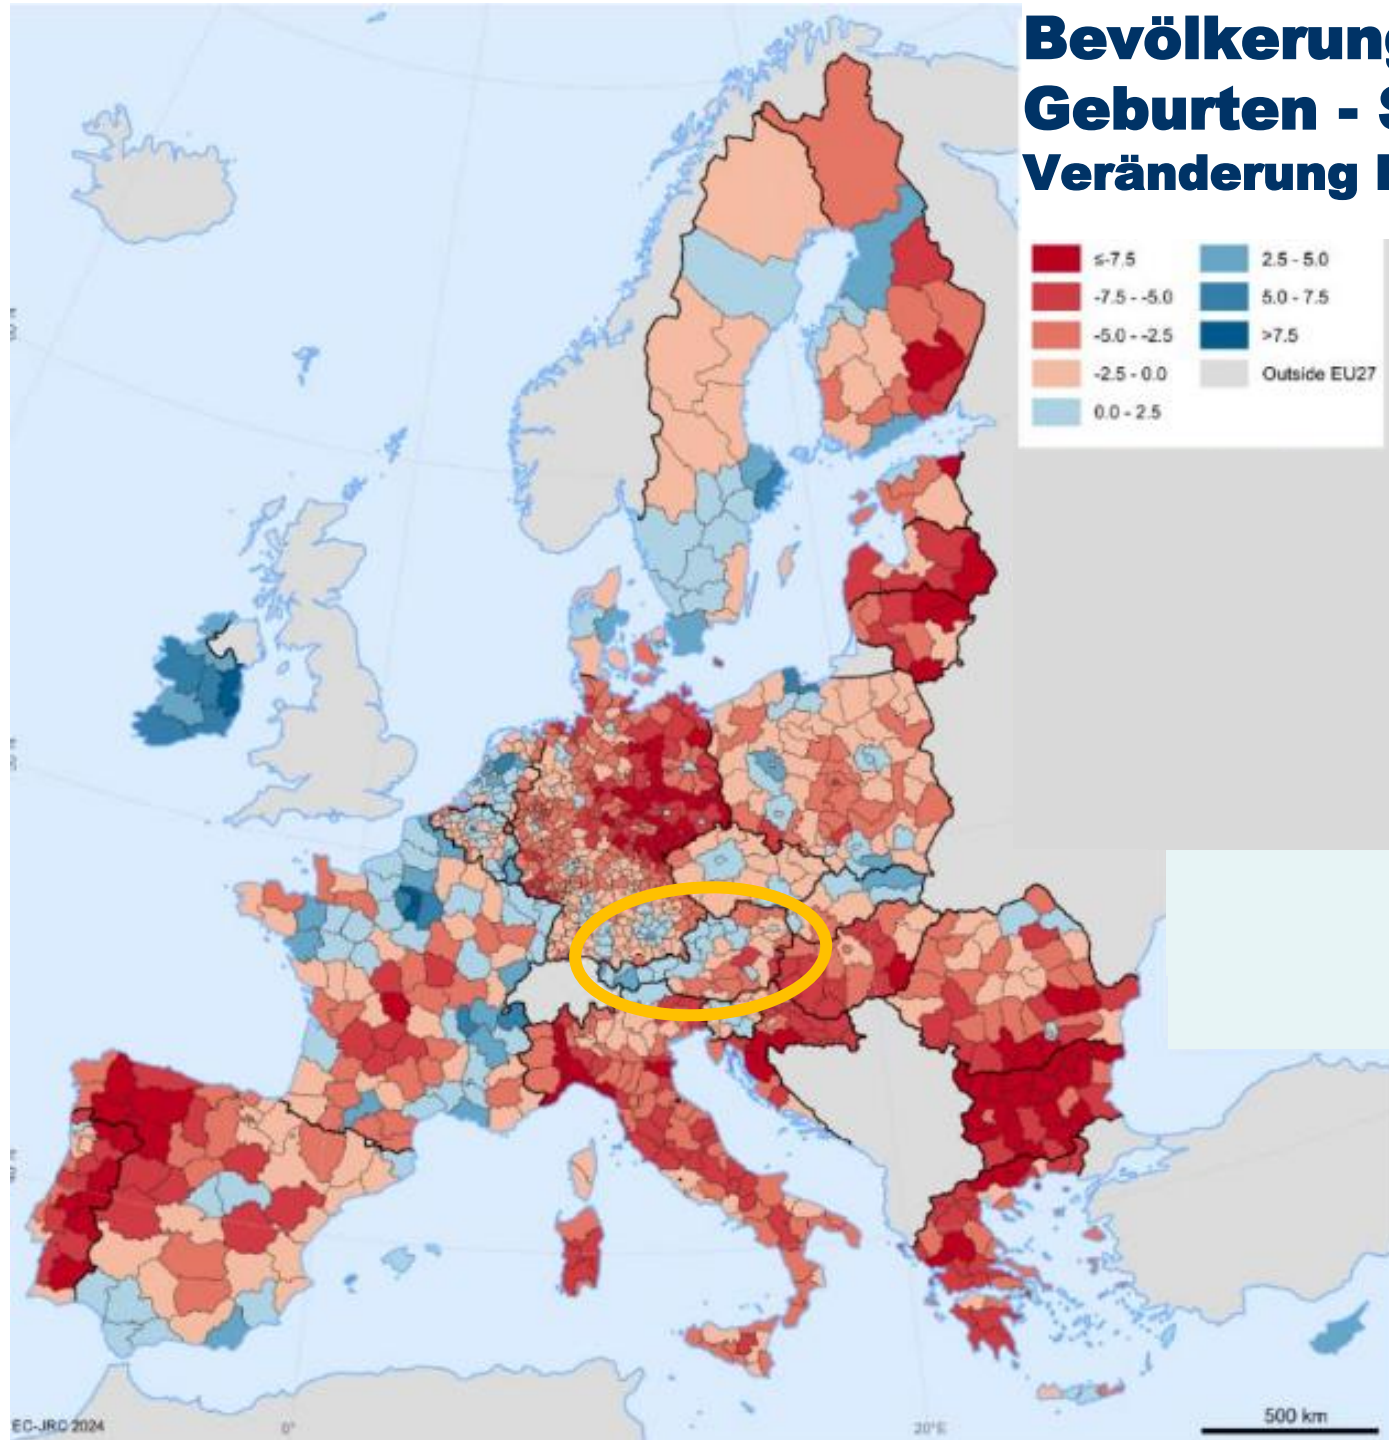 Bevölkerung
Geburten - S
Veränderung
≤-7.5
-7.5 - -5.0
-5.0 - -2.5
-2.5 - 0.0
0.0 - 2.5
2.5 - 5.0
5.0 - 7.5
>7.5
Outside EU27
EC-JRC 2024
0°
20°E
500 km